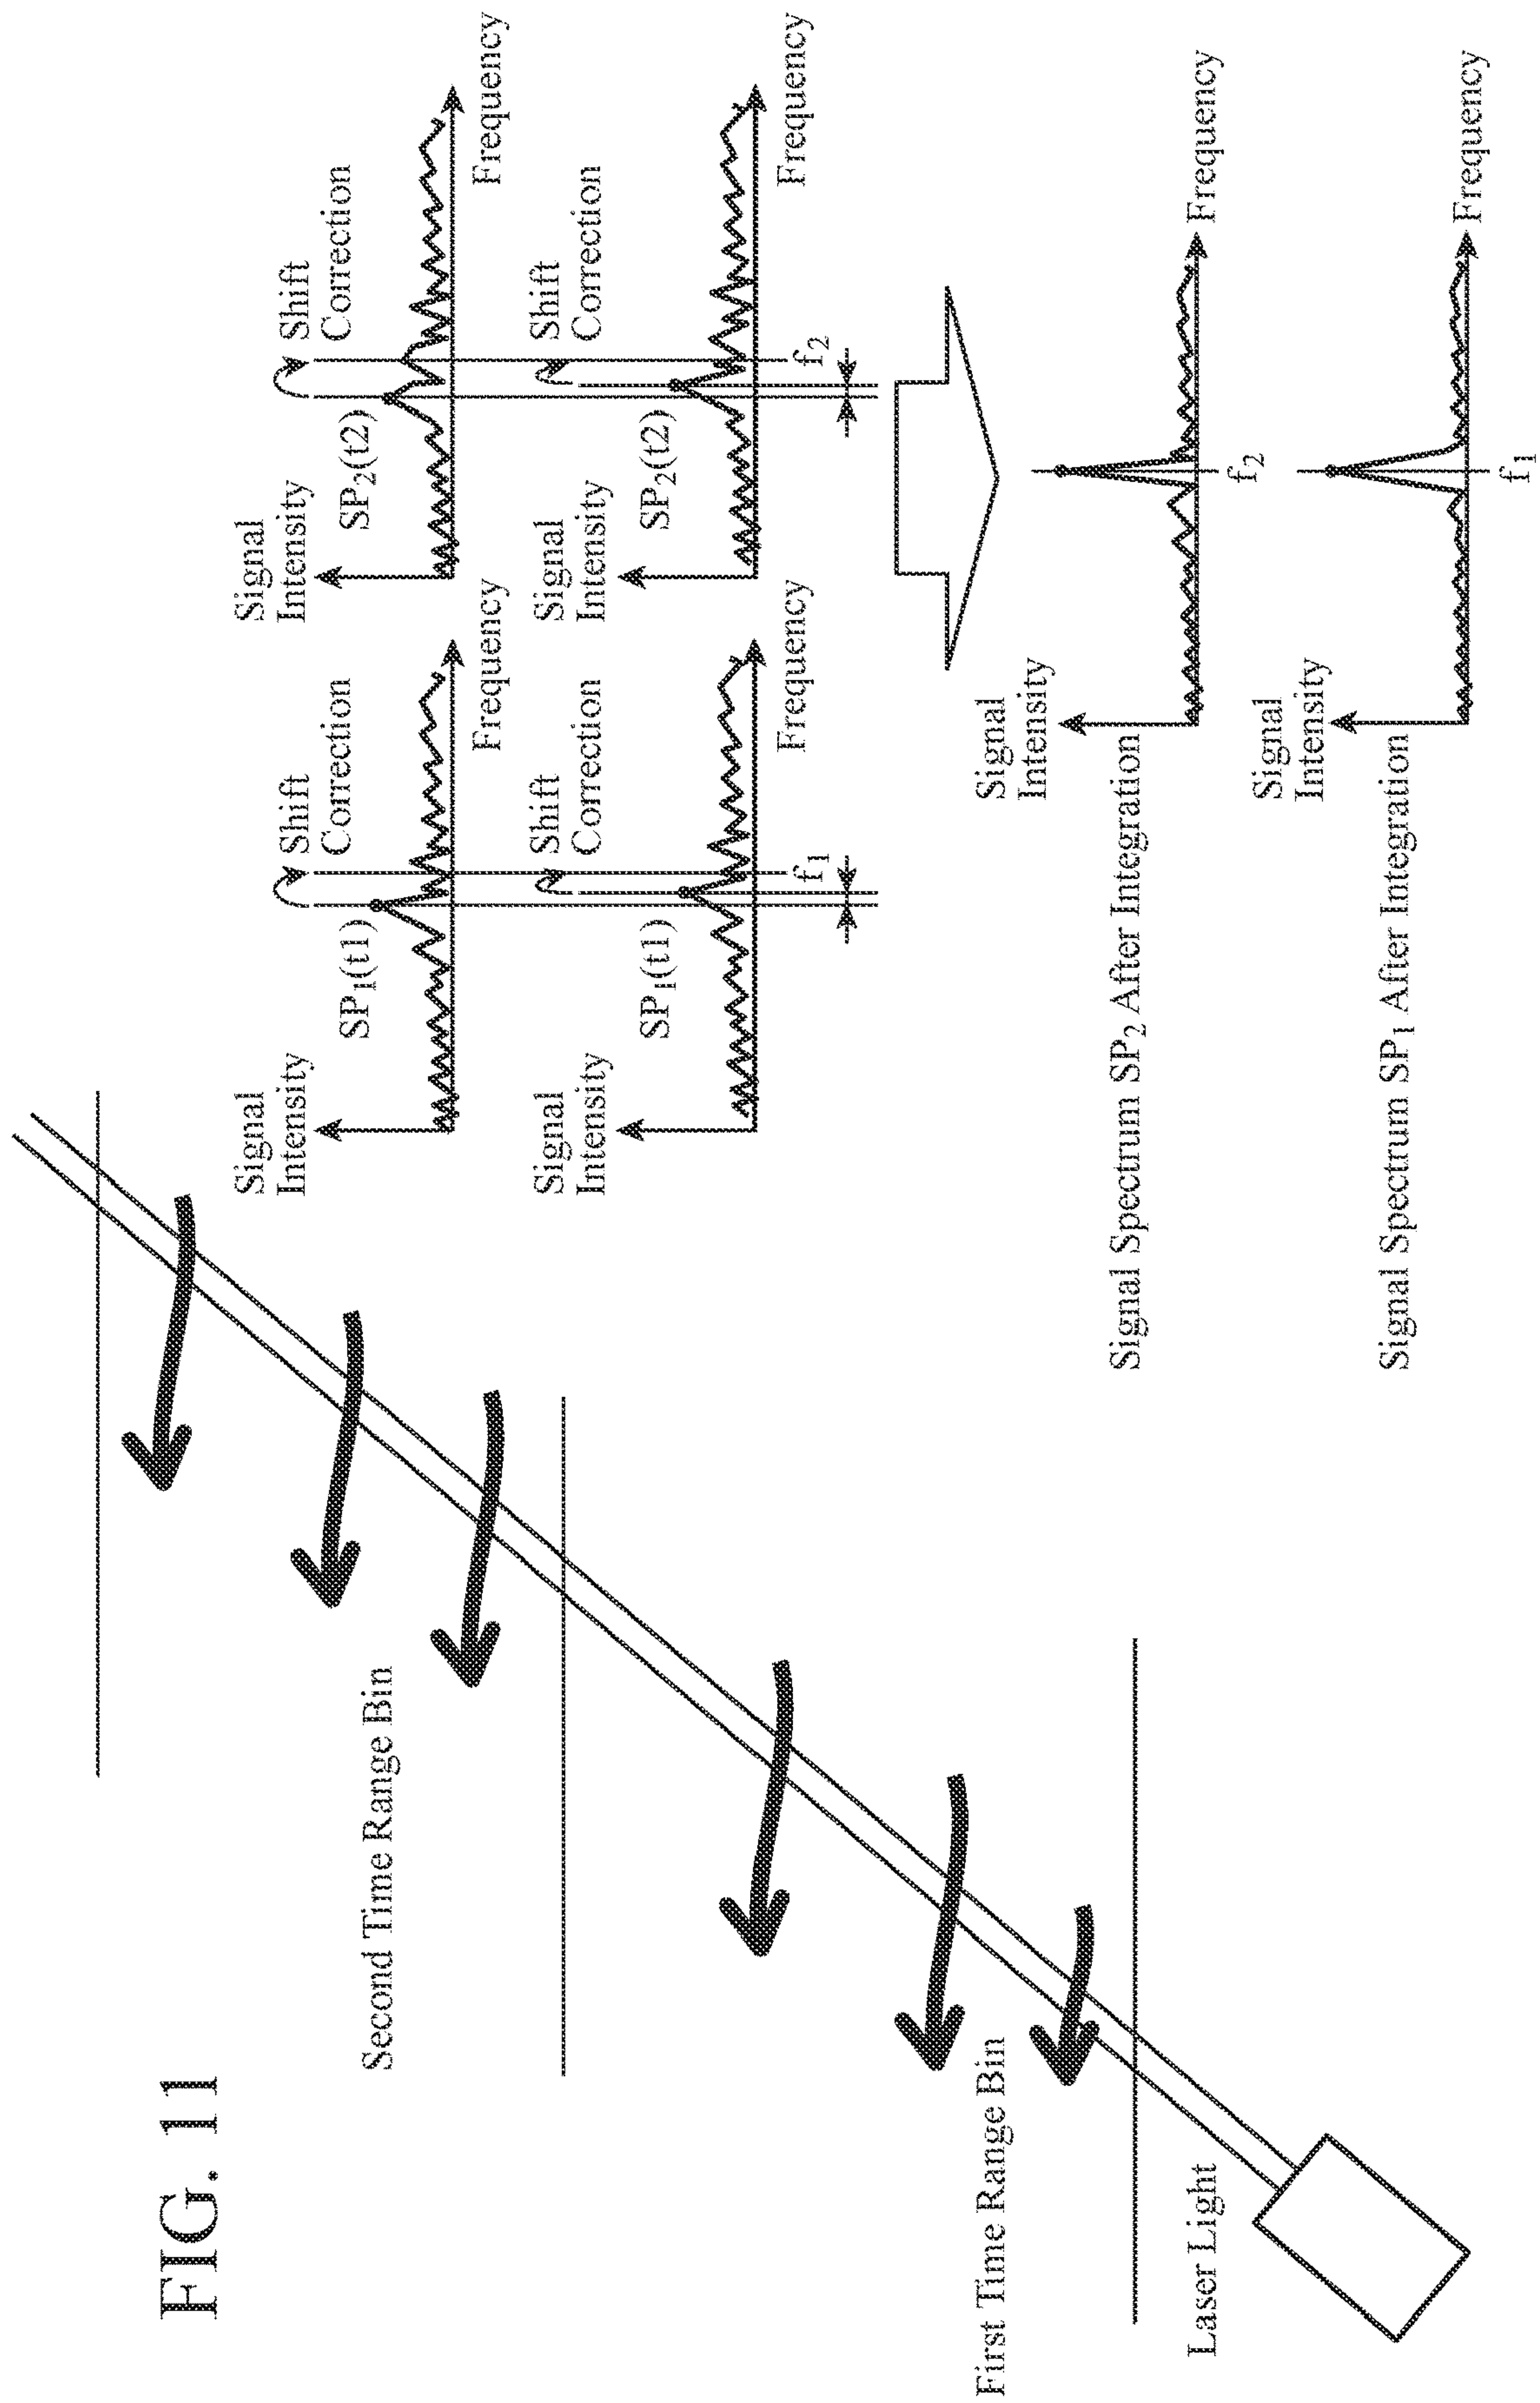 FIG. 11
Second Time Range Bin
First Time Range Bin
Laser Light
Signal
Intensity
SP₁(t1)
Shift
Correction
Frequency
Signal
Intensity
SP₂(t2)
Shift
Correction
Frequency
Signal
Intensity
SP₁(t1)
Shift
Correction
f₁
Frequency
Signal
Intensity
SP₂(t2)
Shift
Correction
f₂
Frequency
Signal
Intensity
Signal Spectrum SP₂ After Integration
f₂
Frequency
Signal
Intensity
Signal Spectrum SP₁ After Integration
f₁
Frequency